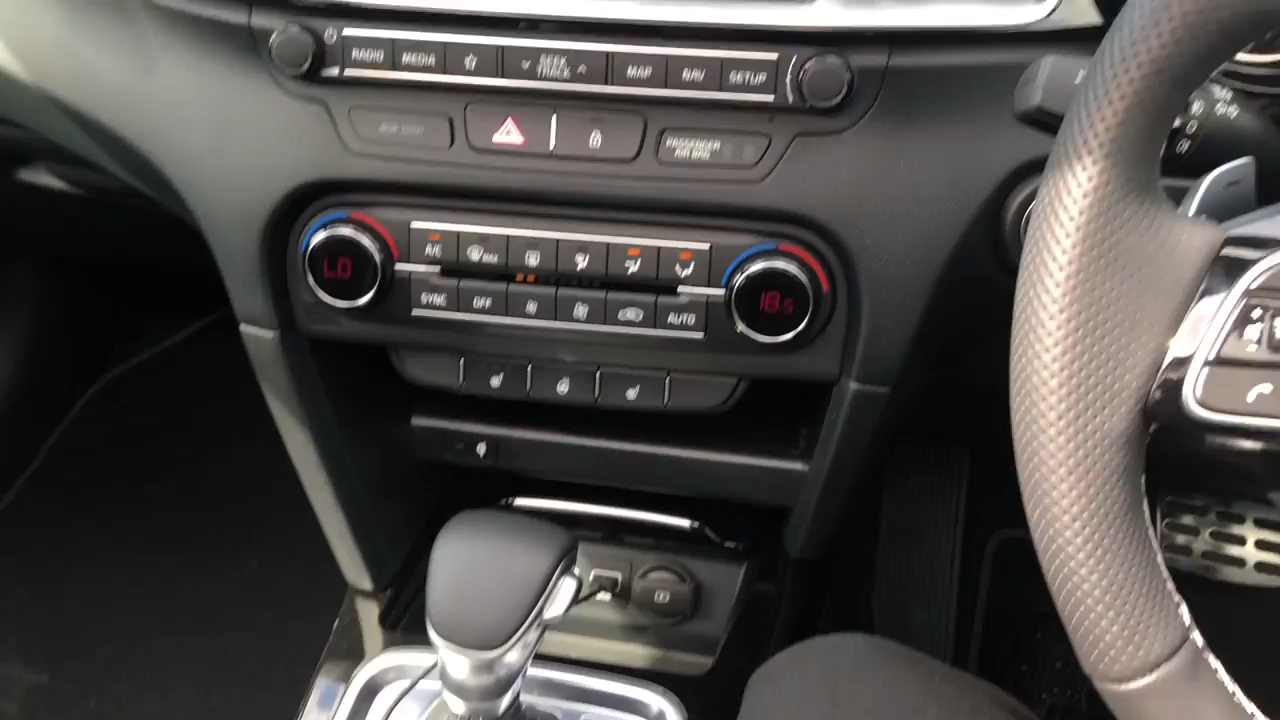 RADIO MEDIA SEEK TRACK MAP NAV SETUP
PASSENGER AIR BAG
A/C MAX
LO 18.5
SYNC OFF AUTO